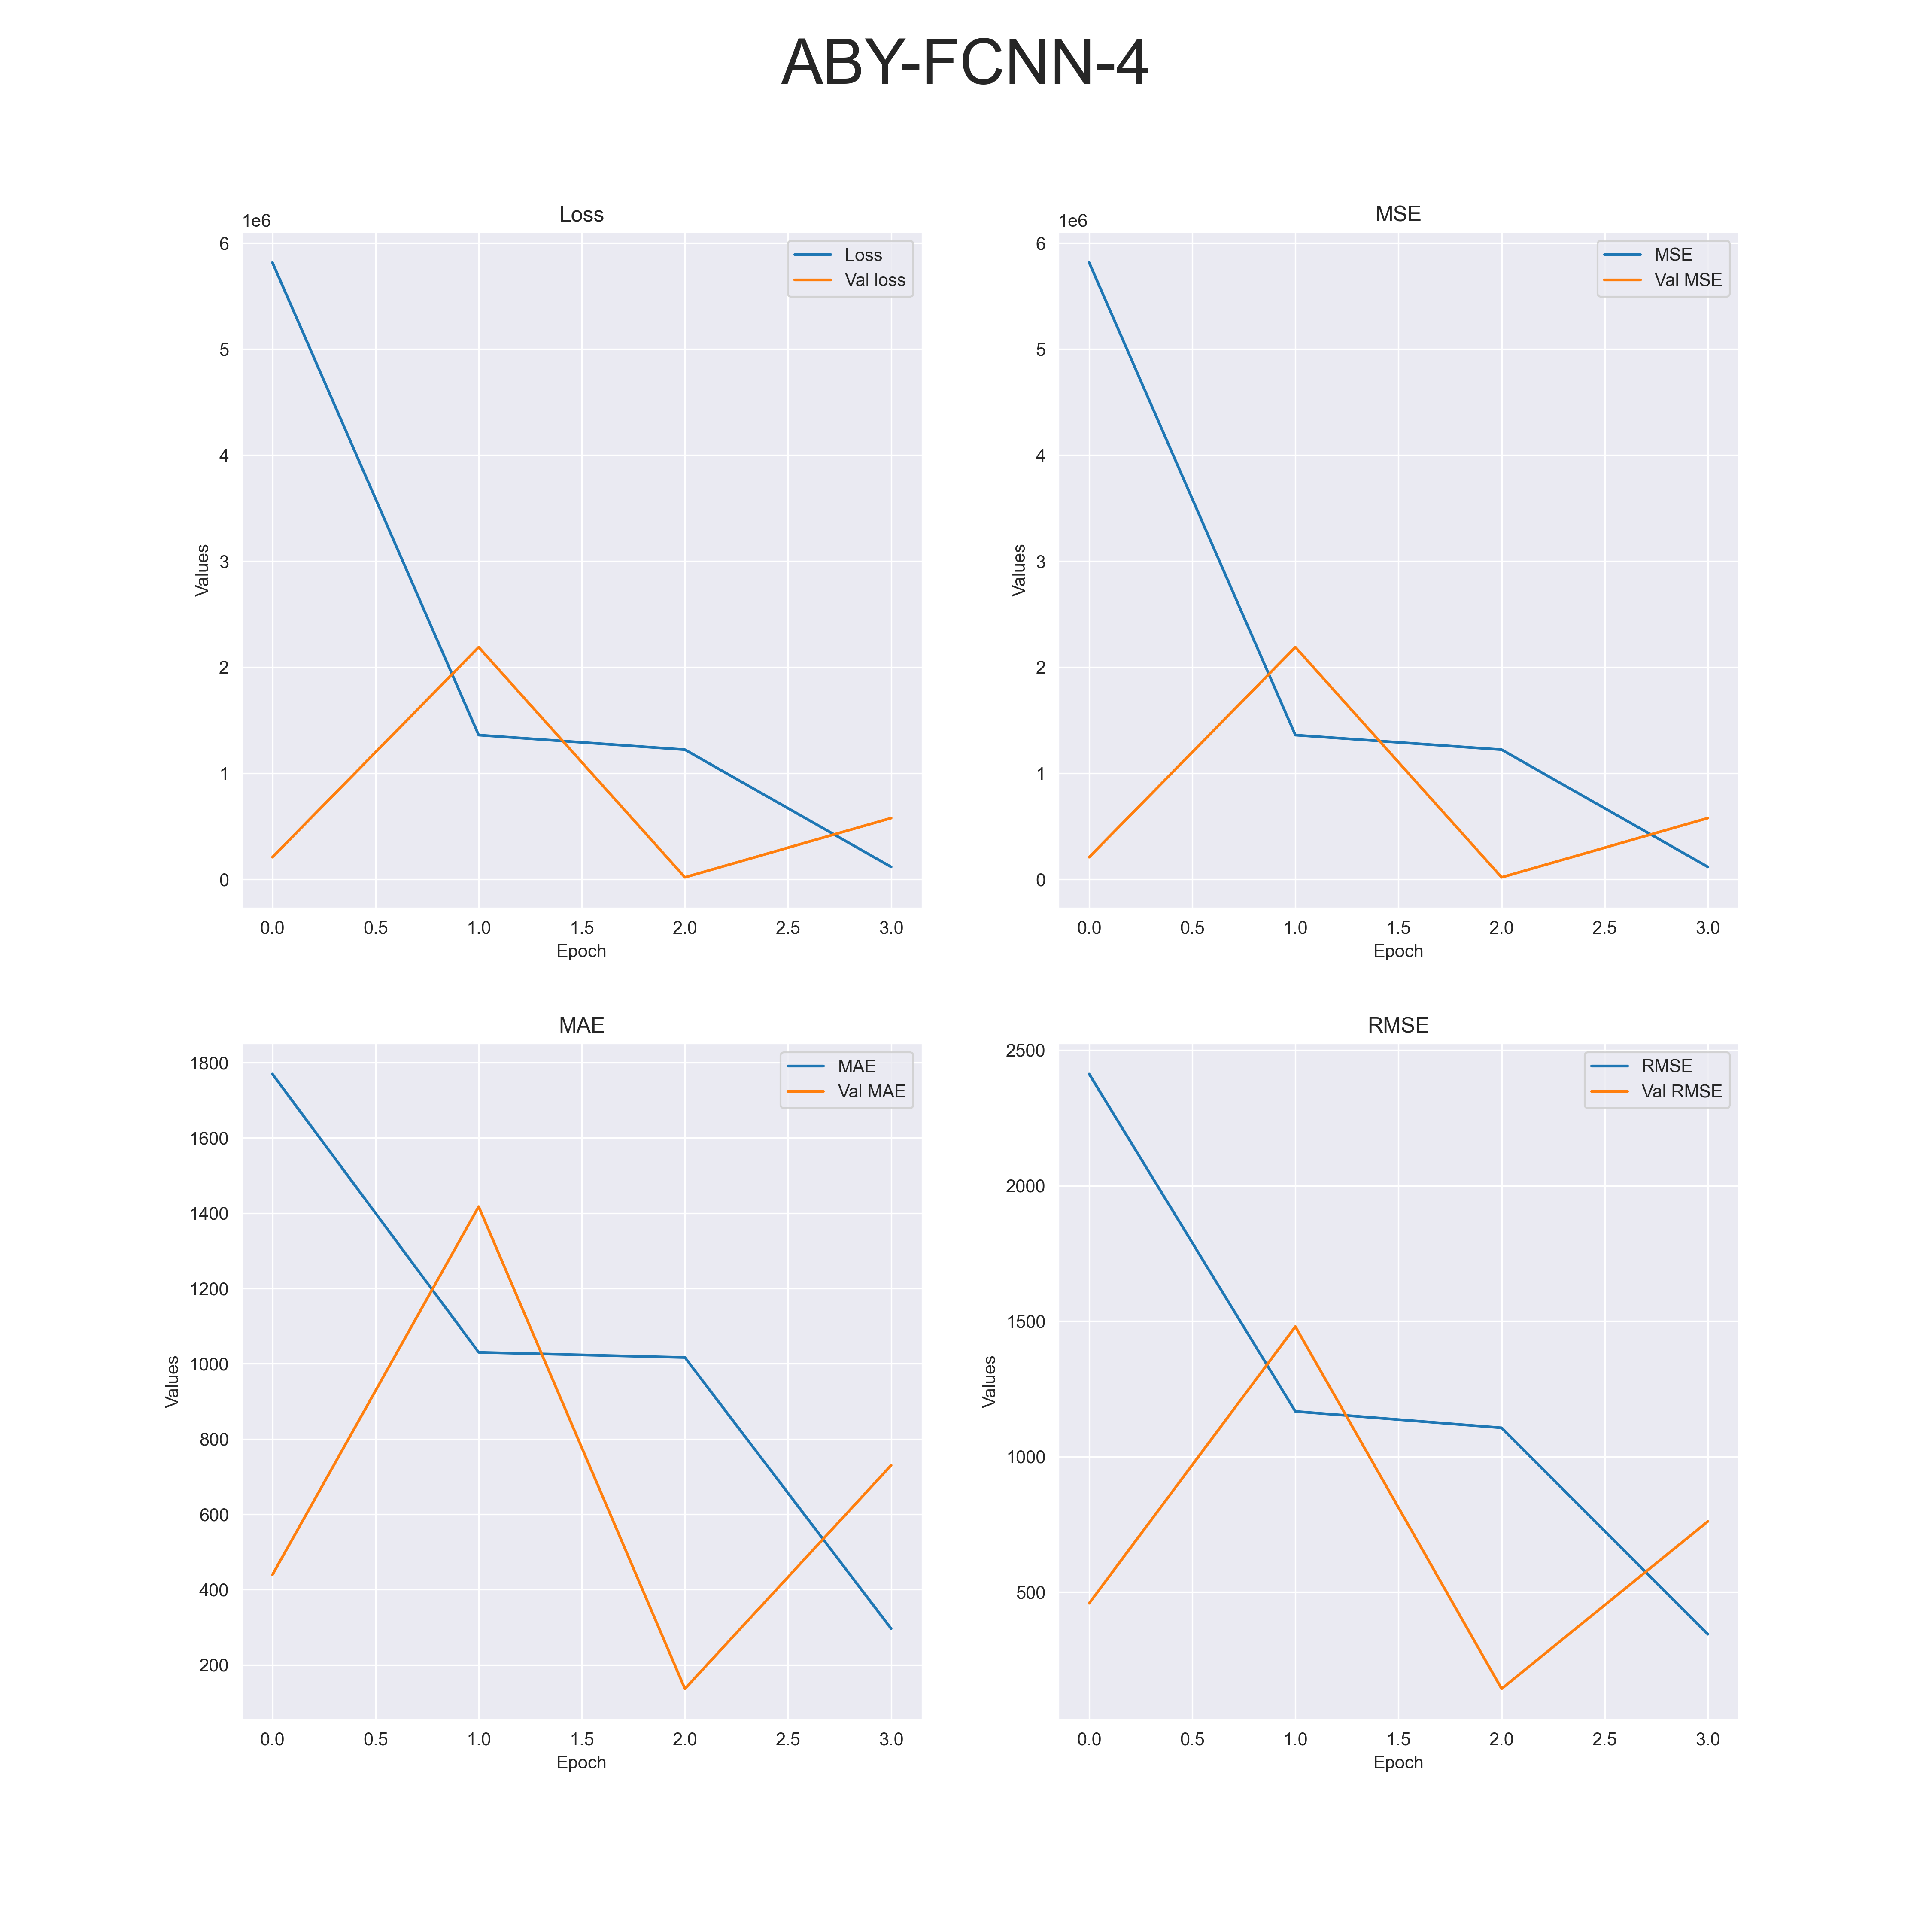 ABY-FCNN-4
Loss
1e6
6
5
4
3
2
1
0
Values
0.0 0.5 1.0 1.5 2.0 2.5 3.0
Epoch
Loss
Val loss
MSE
1e6
6
5
4
3
2
1
0
Values
0.0 0.5 1.0 1.5 2.0 2.5 3.0
Epoch
MSE
Val MSE
MAE
1800
1600
1400
1200
1000
800
600
400
200
Values
0.0 0.5 1.0 1.5 2.0 2.5 3.0
Epoch
MAE
Val MAE
RMSE
2500
2000
1500
1000
500
Values
0.0 0.5 1.0 1.5 2.0 2.5 3.0
Epoch
RMSE
Val RMSE